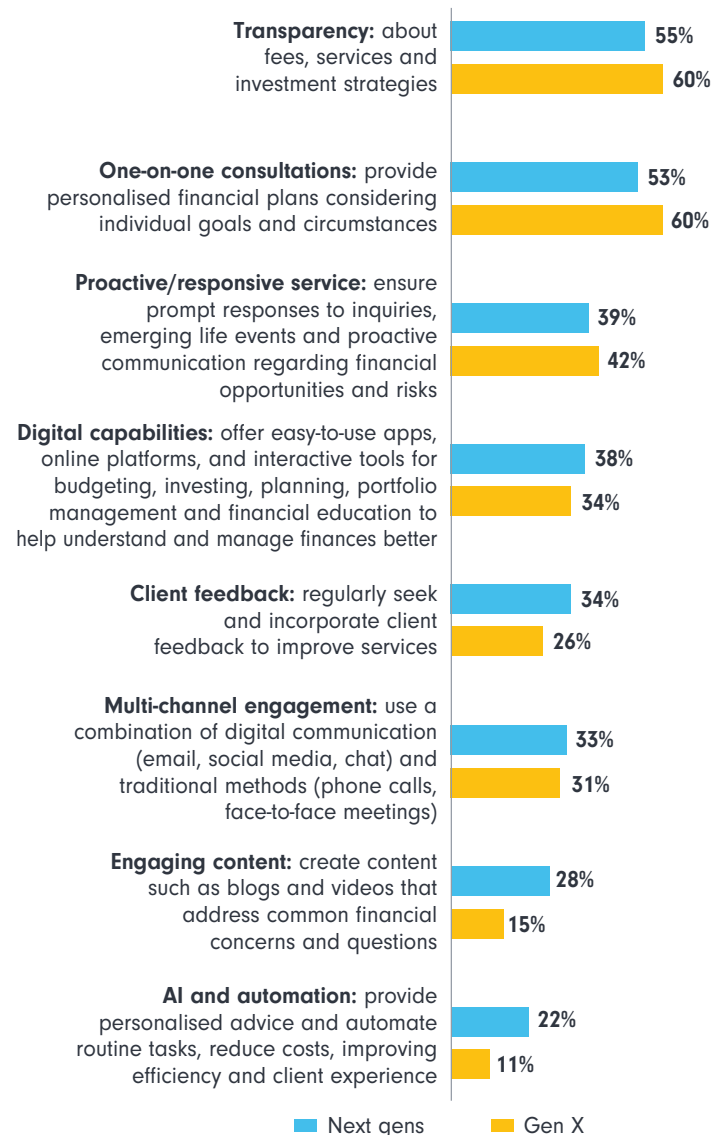 Transparency: about
fees, services and
investment strategies
55%
60%
One-on-one consultations: provide
personalised financial plans considering
individual goals and circumstances
53%
60%
Proactive/responsive service: ensure
prompt responses to inquiries,
emerging life events and proactive
communication regarding financial
opportunities and risks
39%
42%
Digital capabilities: offer easy-to-use apps,
online platforms, and interactive tools for
budgeting, investing, planning, portfolio
management and financial education to
help understand and manage finances better
38%
34%
Client feedback: regularly seek
and incorporate client
feedback to improve services
34%
26%
Multi-channel engagement: use a
combination of digital communication
(email, social media, chat) and
traditional methods (phone calls,
face-to-face meetings)
33%
31%
Engaging content: create content
such as blogs and videos that
address common financial
concerns and questions
28%
15%
AI and automation: provide
personalised advice and automate
routine tasks, reduce costs, improving
efficiency and client experience
22%
11%
Next gens
Gen X